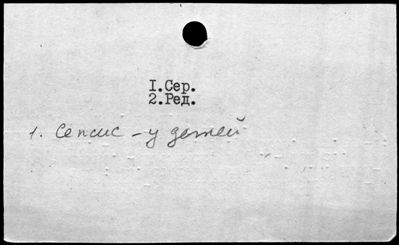 I.Сер.
2.Ред.
1. Сепсис - у детей